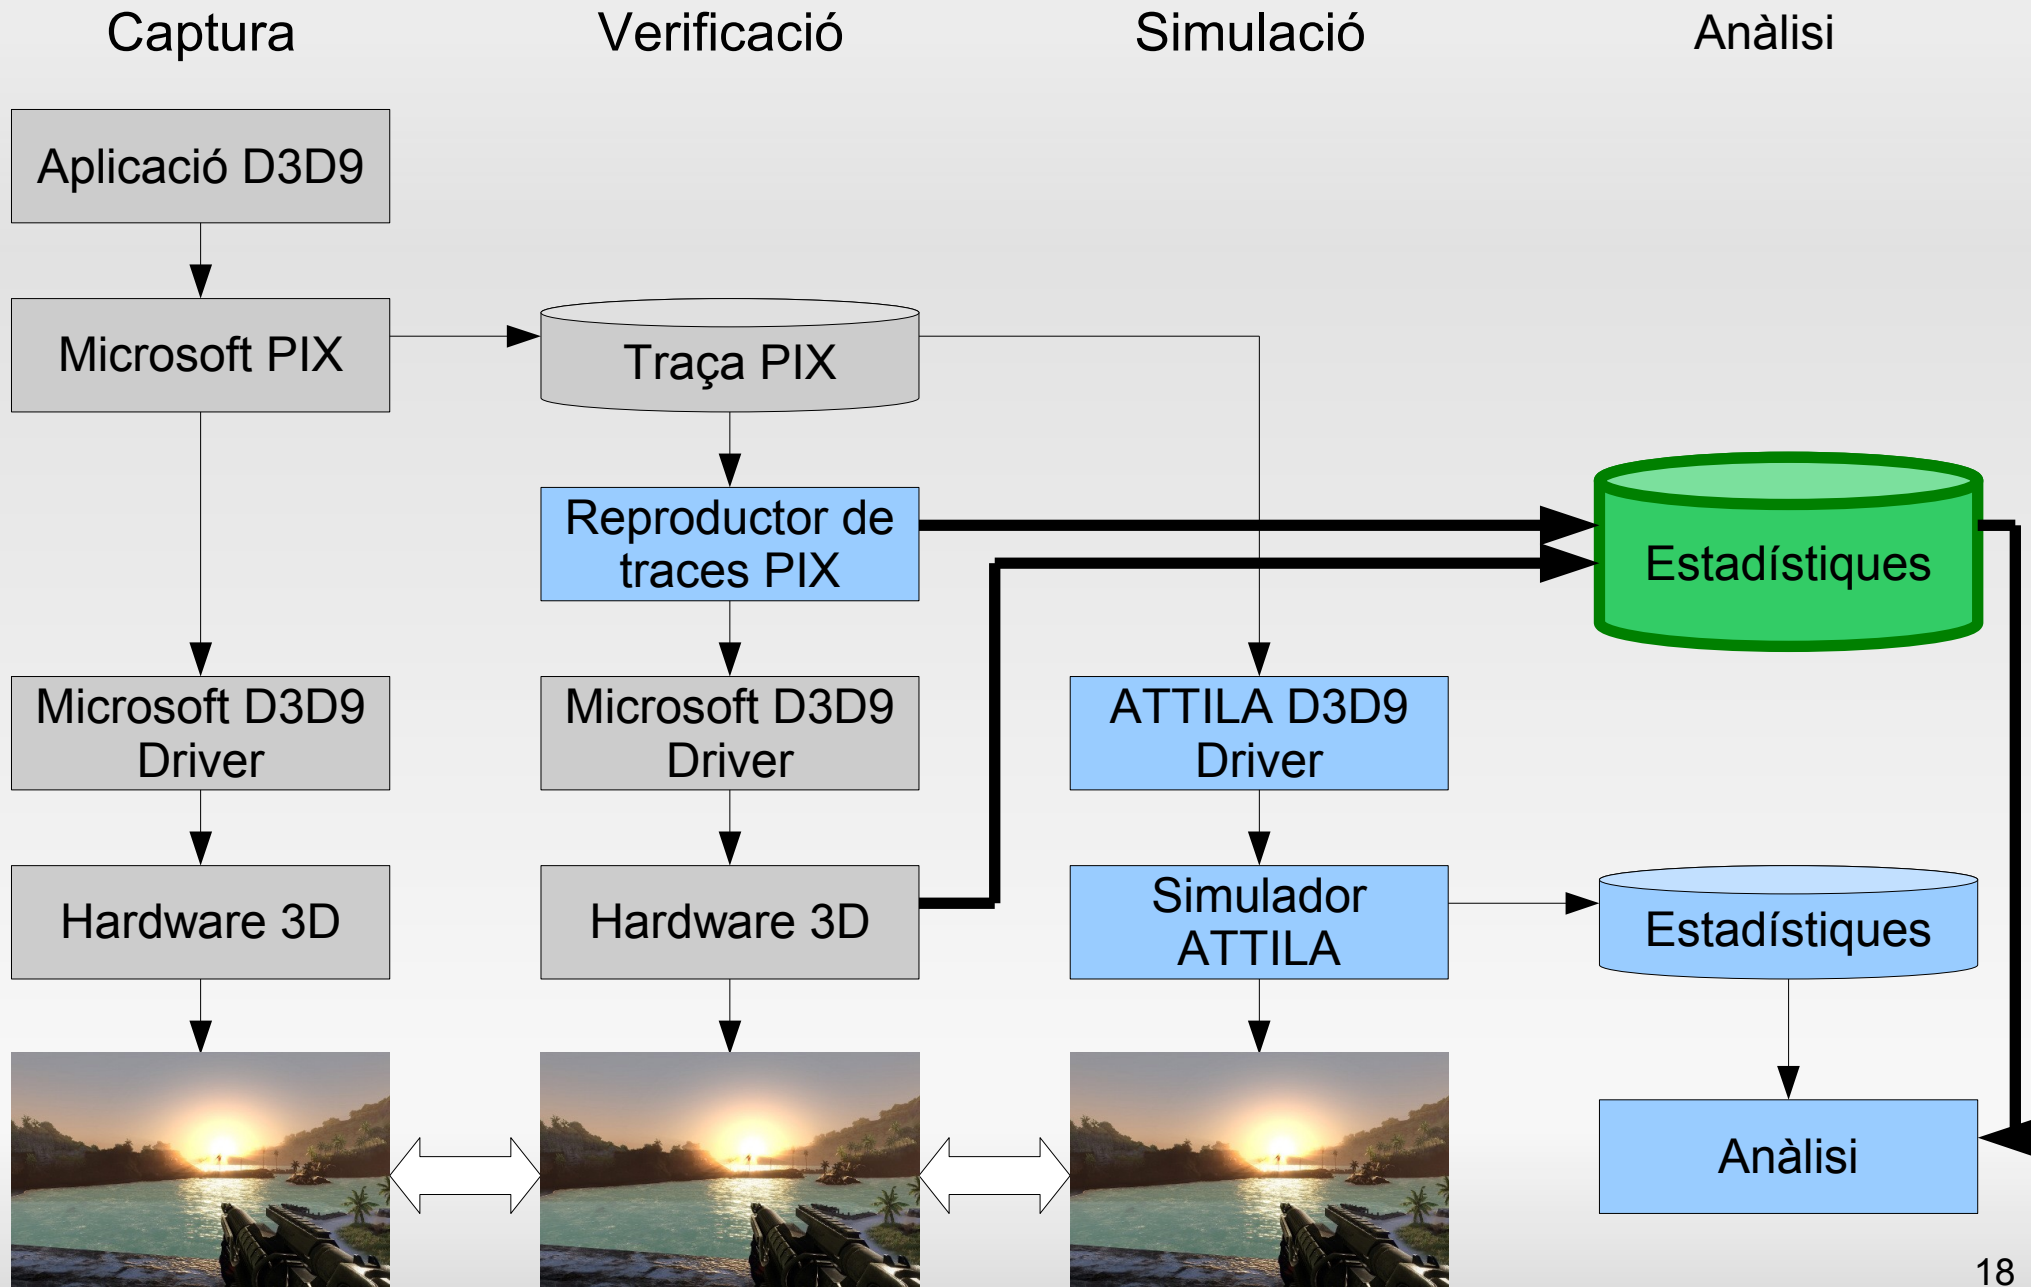 Captura
Verificació
Simulació
Anàlisi
Aplicació D3D9
Microsoft PIX
Traça PIX
Reproductor de
traces PIX
Estadístiques
Microsoft D3D9
Driver
Microsoft D3D9
Driver
ATTILA D3D9
Driver
Hardware 3D
Hardware 3D
Simulador
ATTILA
Estadístiques
Anàlisi
18